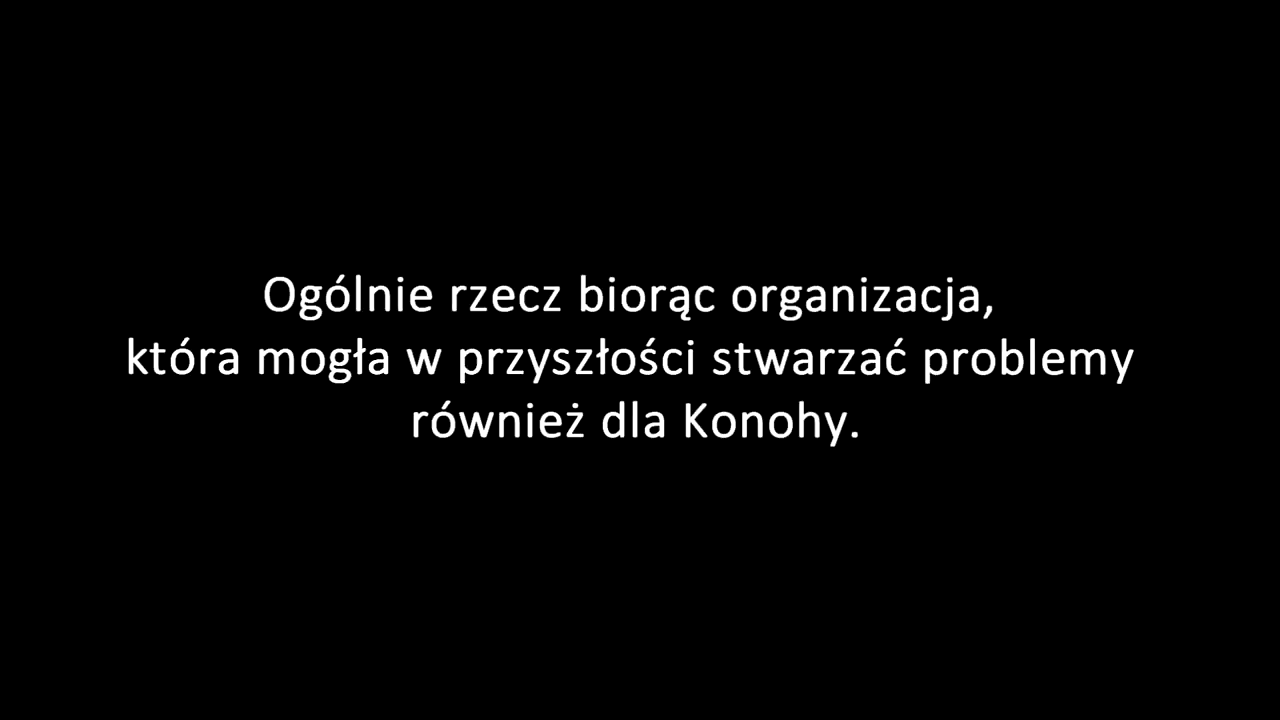 Ogólnie rzecz biorąc organizacja,
która mogła w przyszłości stwarzać problemy
również dla Konohy.